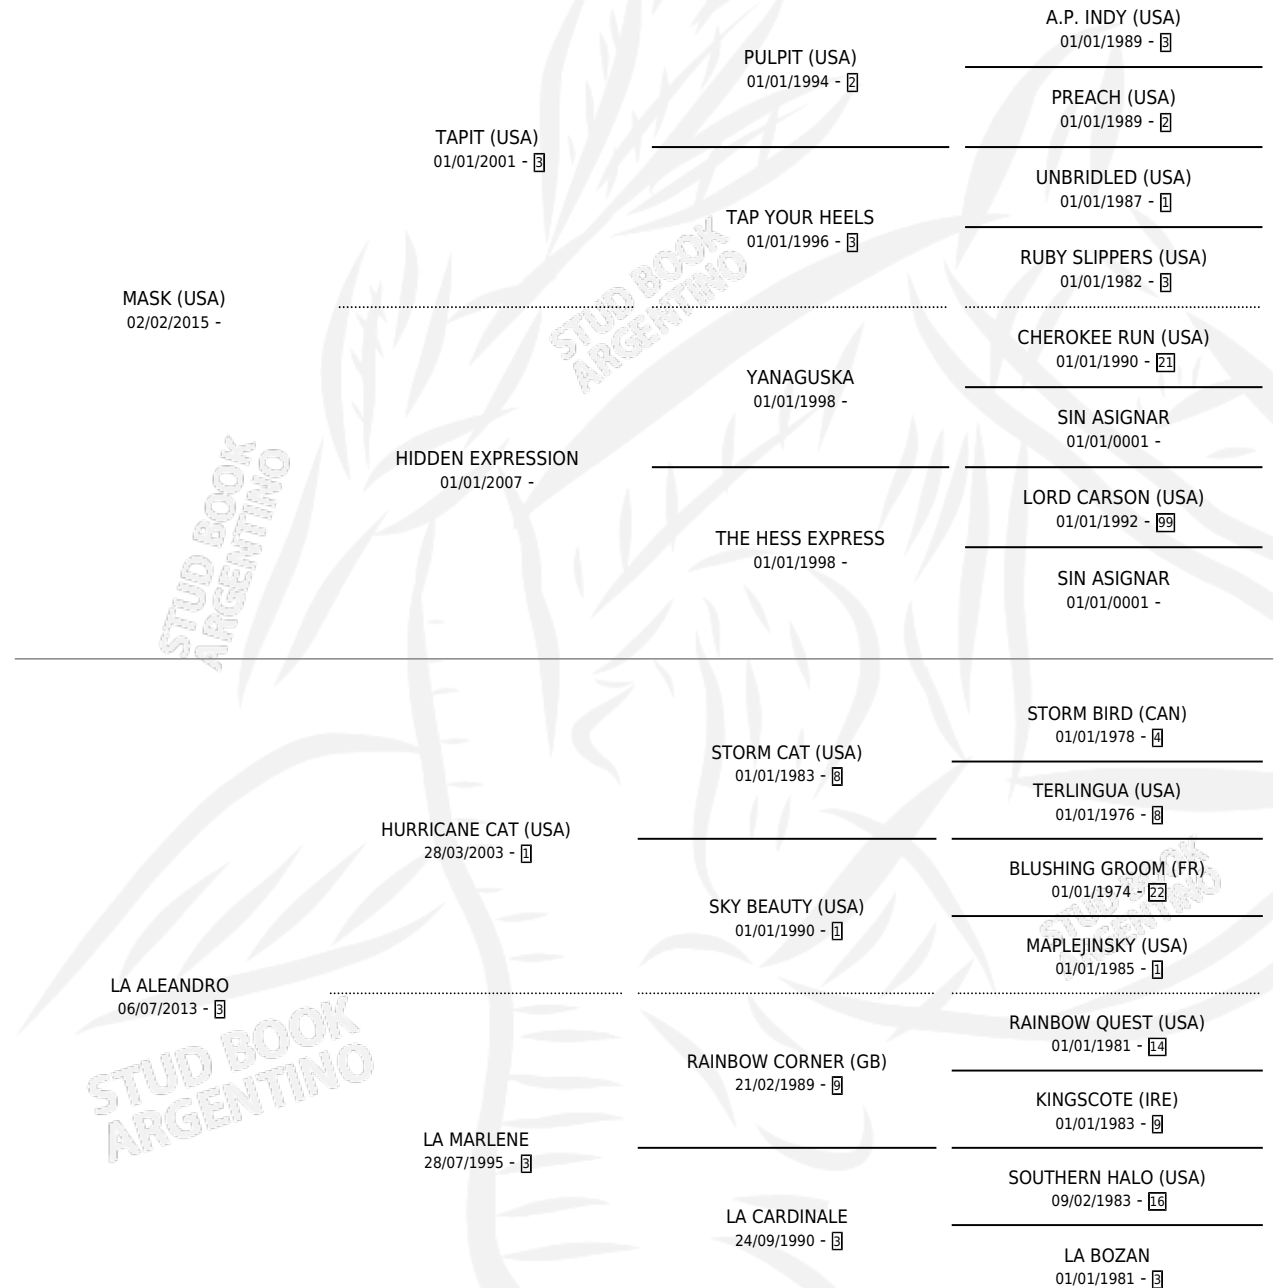 A.P. INDY (USA)
01/01/1989 - 3
PULPIT (USA)
01/01/1994 - 2
PREACH (USA)
01/01/1989 - 2
TAPIT (USA)
01/01/2001 - 3
UNBRIDLED (USA)
01/01/1987 - 1
TAP YOUR HEELS
01/01/1996 - 3
RUBY SLIPPERS (USA)
01/01/1982 - 3
MASK (USA)
02/02/2015 -
STUD BOOK
ARGENTINO
CHEROKEE RUN (USA)
01/01/1990 - 21
YANAGUSKA
01/01/1998 -
SIN ASIGNAR
01/01/0001 -
HIDDEN EXPRESSION
01/01/2007 -
LORD CARSON (USA)
01/01/1992 - 99
THE HESS EXPRESS
01/01/1998 -
SIN ASIGNAR
01/01/0001 -
STUD BOOK
ARGENTINO
STORM BIRD (CAN)
01/01/1978 - 4
STORM CAT (USA)
01/01/1983 - 8
TERLINGUA (USA)
01/01/1976 - 8
HURRICANE CAT (USA)
28/03/2003 - 1
BLUSHING GROOM (FR)
01/01/1974 - 22
SKY BEAUTY (USA)
01/01/1990 - 1
STUD BOOK
ARGENTINO
MAPLEJINSKY (USA)
01/01/1985 - 1
LA ALEANDRO
06/07/2013 - 3
STUD BOOK
ARGENTINO
RAINBOW QUEST (USA)
01/01/1981 - 14
RAINBOW CORNER (GB)
21/02/1989 - 9
KINGSCOTE (IRE)
01/01/1983 - 9
LA MARLENE
28/07/1995 - 3
SOUTHERN HALO (USA)
09/02/1983 - 16
LA CARDINALE
24/09/1990 - 3
LA BOZAN
01/01/1981 - 3